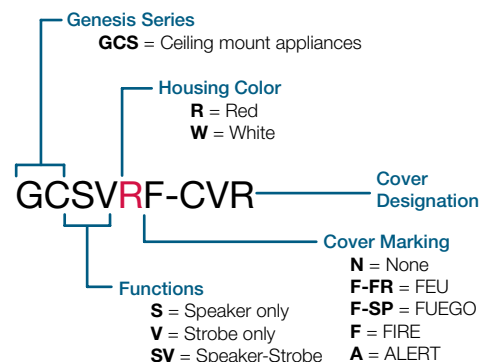 Genesis Series
GCS = Ceiling mount appliances
Housing Color
R = Red
W = White
GCSVRF-CVR
Cover
Designation
Cover Marking
N = None
F-FR = FEU
F-SP = FUEGO
F = FIRE
A = ALERT
Functions
S = Speaker only
V = Strobe only
SV = Speaker-Strobe